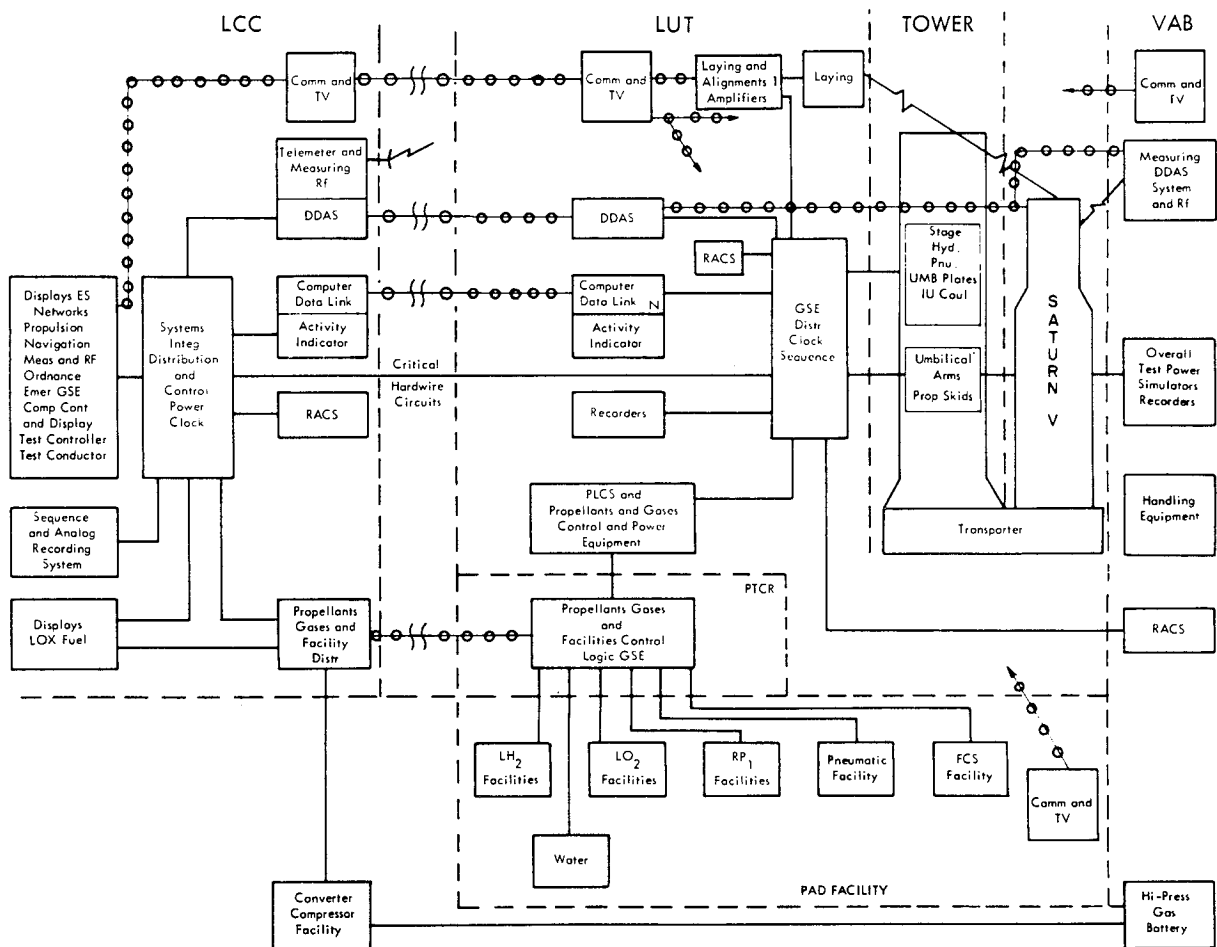 LCC
LUT
TOWER
VAB
Comm and
TV
Comm and
TV
Laying and
Alignments 1
Amplifiers
Laying
Comm and
TV
Telemeter and
Measuring
Rf
DDAS
DDAS
Measuring
DDAS
System
and Rf
RACS
Stage
Hyd.
Pnu.
UMB Plates
IU Coul
Displays ES
Networks
Propulsion
Navigation
Meas and RF
Ordnance
Emer GSE
Comp Cont
and Display
Test Controller
Test Conductor
Systems
Integ
Distribution
and
Control
Power
Clock
Computer
Data Link
Activity
Indicator
Computer
Data Link
N
Activity
Indicator
GSE
Distr
Clock
Sequence
SATURN V
Critical
Hardwire
Circuits
Umbilical
Arms
Prop Skids
Overall
Test Power
Simulators
Recorders
RACS
Recorders
Sequence
and Analog
Recording
System
PLCS and
Propellants and Gases
Control and Power
Equipment
Transporter
Handling
Equipment
PTCR
Displays
LOX Fuel
Propellants
Gases and
Facility
Distr
Propellants Gases
and
Facilities Control
Logic GSE
RACS
LH2
Facilities
LO2
Facilities
RP1
Facilities
Pneumatic
Facility
FCS
Facility
Camm and
TV
Water
PAD FACILITY
Converter
Compressor
Facility
Hi-Press
Gas
Battery